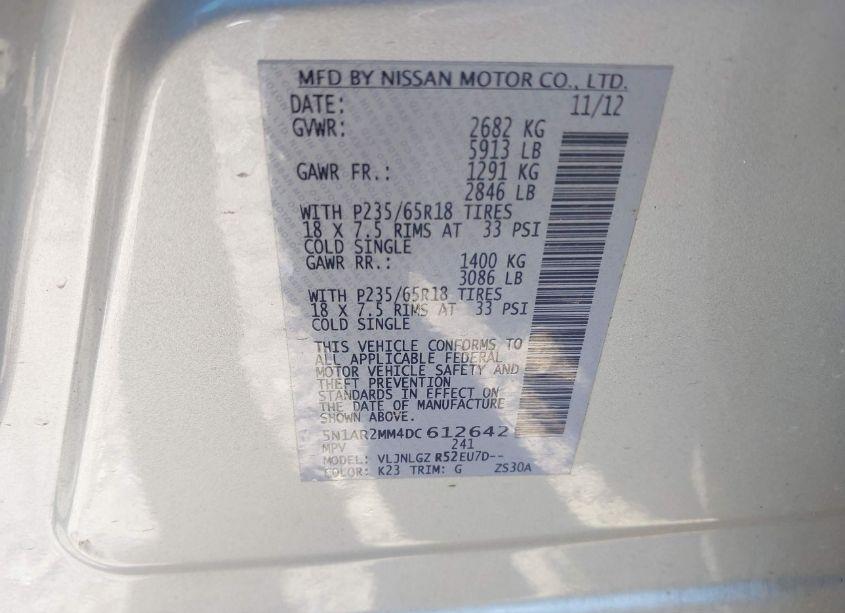 MFD BY NISSAN MOTOR CO., LTD.
DATE: 11/12
GVWR: 2682 KG
5913 LB
GAWR FR.: 1291 KG
2846 LB
WITH P235/65R18 TIRES
18 X 7.5 RIMS AT 33 PSI
COLD SINGLE
GAWR RR.: 1400 KG
3086 LB
WITH P235/65R18 TIRES
18 X 7.5 RIMS AT 33 PSI
COLD SINGLE
THIS VEHICLE CONFORMS TO
ALL APPLICABLE FEDERAL
MOTOR VEHICLE SAFETY AND
THEFT PREVENTION
STANDARDS IN EFFECT ON
THE DATE OF MANUFACTURE
SHOWN ABOVE.
5N1AR2MM4DC 612642
MPV 241
MODEL: VLJNLGZ R52EU7D--
COLOR: K23 TRIM: G ZS30A